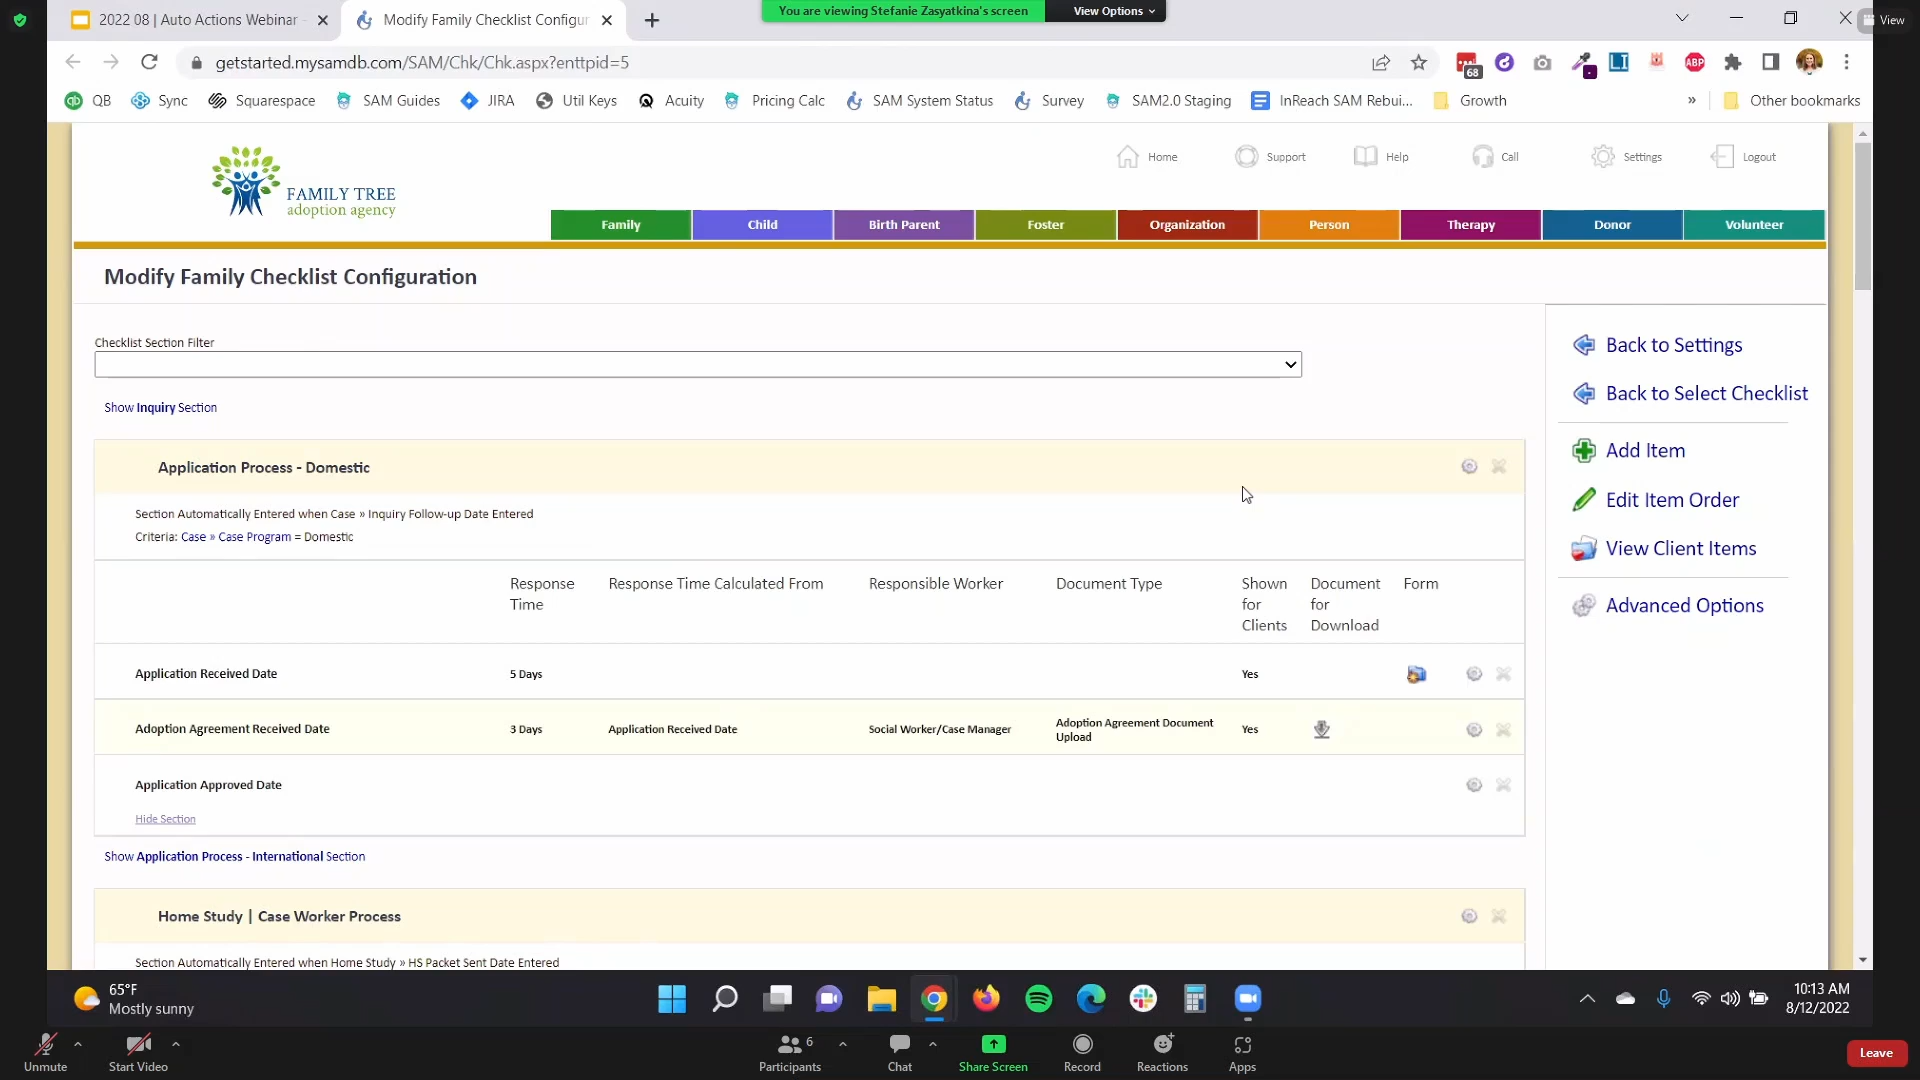 You are viewing Stefanie Zasyatkina's screen
View Options
View
2022 08 | Auto Actions Webinar
Modify Family Checklist Configur
getstarted.mysamdb.com/SAM/Chk/Chk.aspx?enttpid=5
68
LI
ABP
QB
Sync
Squarespace
SAM Guides
JIRA
Util Keys
Acuity
Pricing Calc
SAM System Status
Survey
SAM2.0 Staging
InReach SAM Rebui...
Growth
»
Other bookmarks
FAMILY TREE
adoption agency
Home
Support
Help
Call
Settings
Logout
Family
Child
Birth Parent
Foster
Organization
Person
Therapy
Donor
Volunteer
Modify Family Checklist Configuration
Checklist Section Filter
Show Inquiry Section
Back to Settings
Back to Select Checklist
Add Item
Edit Item Order
View Client Items
Advanced Options
Application Process - Domestic
Section Automatically Entered when Case » Inquiry Follow-up Date Entered
Criteria: Case » Case Program = Domestic
Response Time
Response Time Calculated From
Responsible Worker
Document Type
Shown for Clients
Document for Download
Form
Application Received Date
5 Days
Yes
Adoption Agreement Received Date
3 Days
Application Received Date
Social Worker/Case Manager
Adoption Agreement Document
Upload
Yes
Application Approved Date
Hide Section
Show Application Process - International Section
Home Study | Case Worker Process
Section Automatically Entered when Home Study » HS Packet Sent Date Entered
65°F
Mostly sunny
10:13 AM
8/12/2022
Unmute
Start Video
Participants
6
Chat
Share Screen
Record
Reactions
Apps
Leave